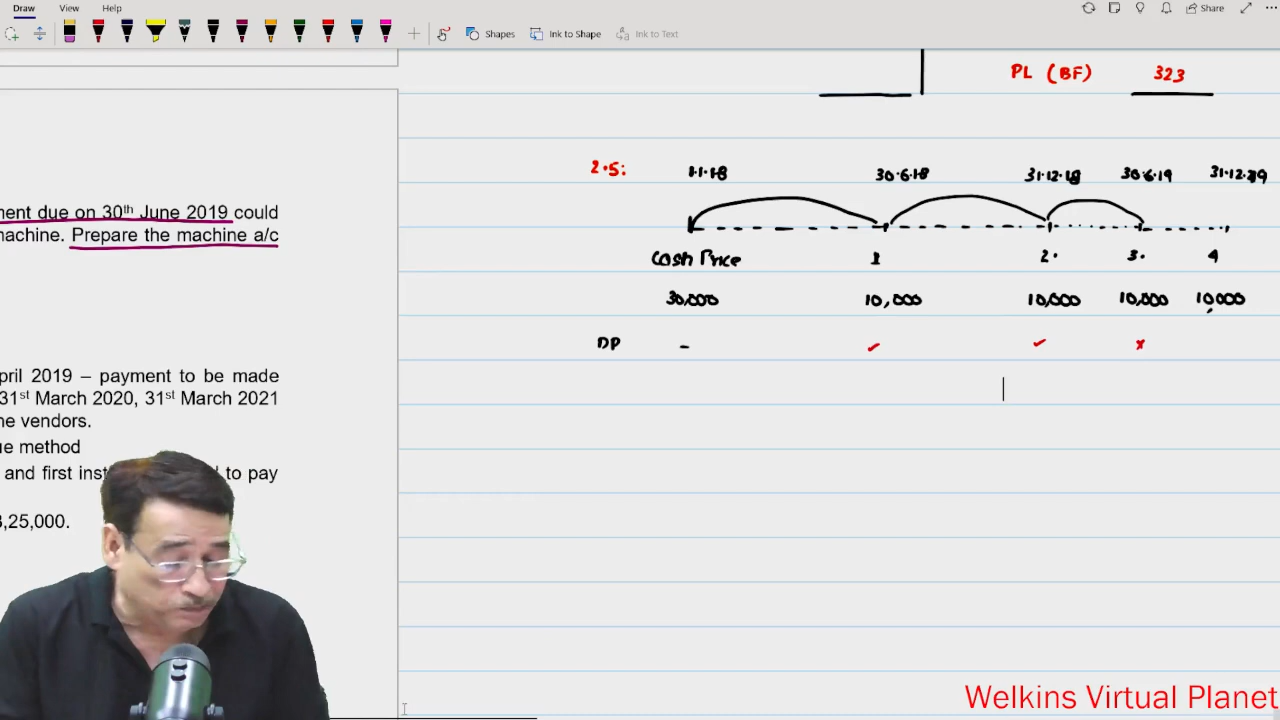 Draw View Help
Share
Shapes Ink to Shape Ink to Text
PL (BF) 323
2.5: 1.1.18 30.6.18 31.12.18 30.6.19 31.12.19
Cash Price 1 2. 3. 4
30,000 10,000 10,000 10,000 10,000
DP - ✓ ✓ x
ment due on 30th June 2019 could
machine. Prepare the machine a/c
pril 2019 – payment to be made
31st March 2020, 31st March 2021
ne vendors.
ue method
and first inst to pay
3,25,000.
Welkins Virtual Planet